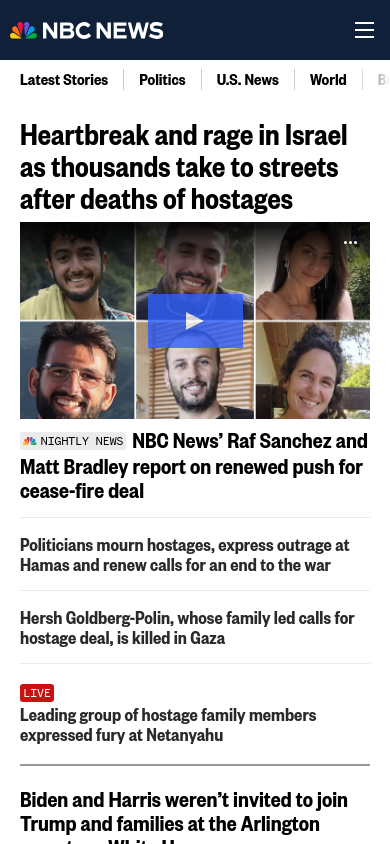 NBC NEWS
Latest Stories
Politics
U.S. News
World
Heartbreak and rage in Israel
as thousands take to streets
after deaths of hostages
NIGHTLY NEWS NBC News’ Raf Sanchez and
Matt Bradley report on renewed push for
cease-fire deal
Politicians mourn hostages, express outrage at
Hamas and renew calls for an end to the war
Hersh Goldberg-Polin, whose family led calls for
hostage deal, is killed in Gaza
LIVE
Leading group of hostage family members
expressed fury at Netanyahu
Biden and Harris weren’t invited to join
Trump and families at the Arlington